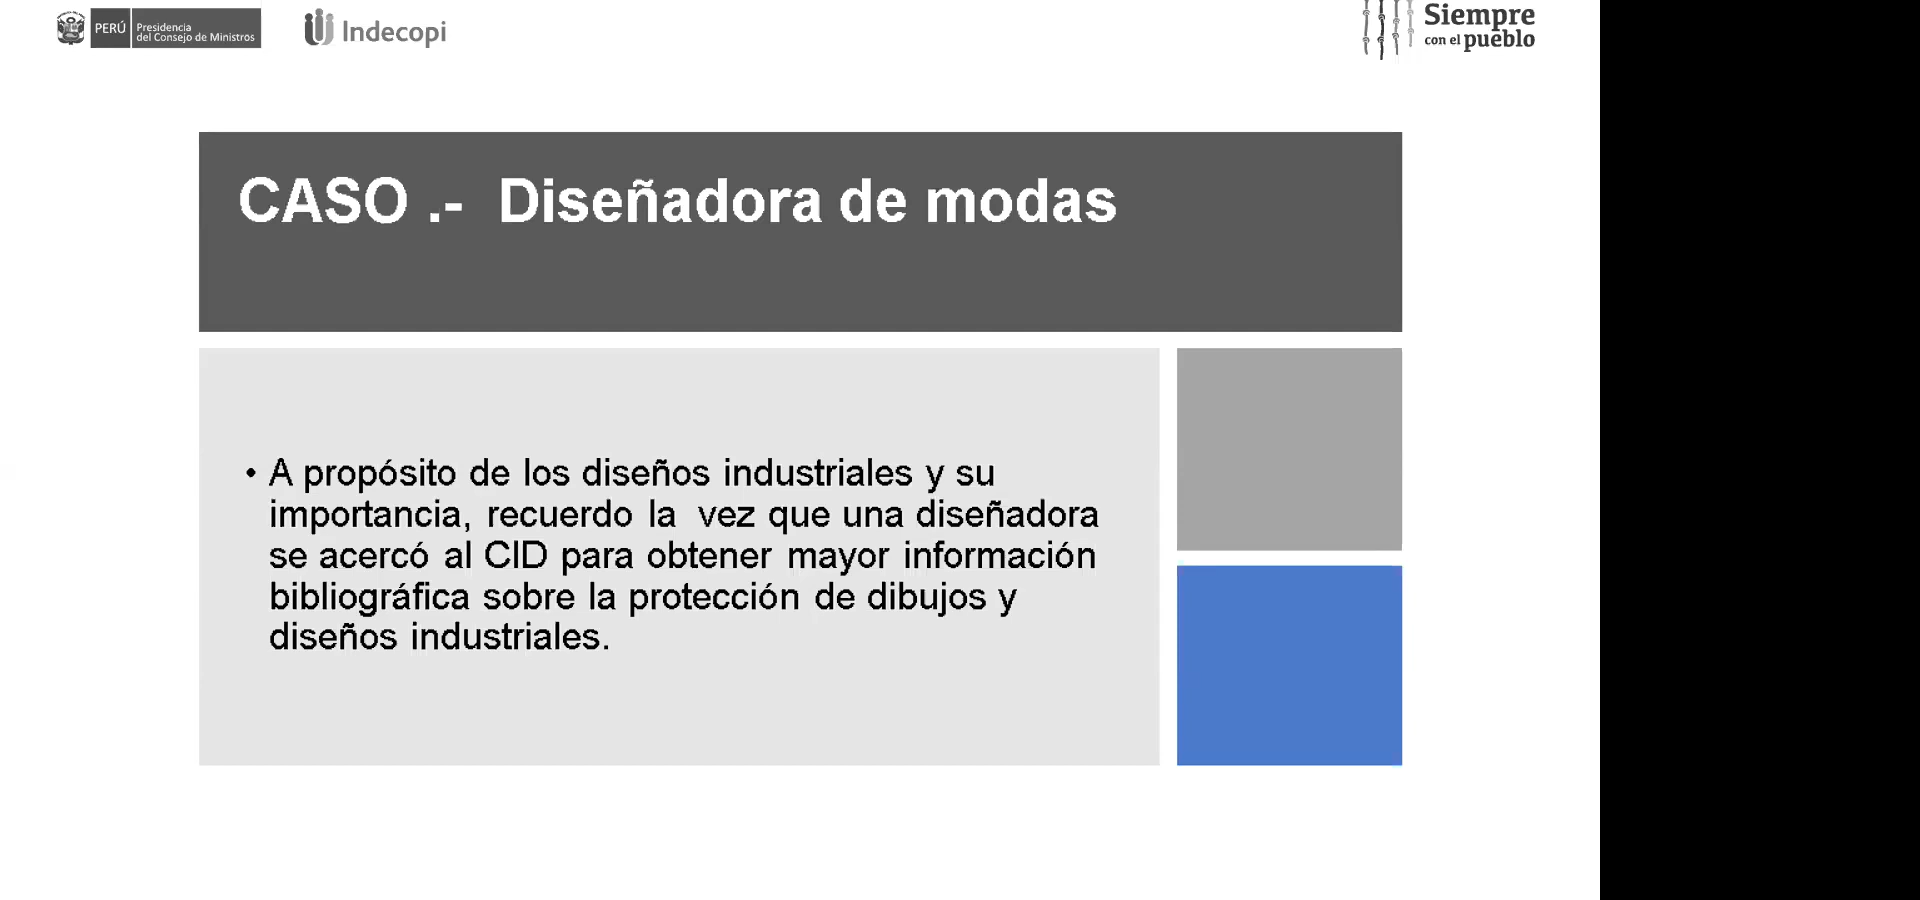 PERÚ
Presidencia
del Consejo de Ministros
Indecopi
Siempre
con el pueblo
CASO .- Diseñadora de modas
• A propósito de los diseños industriales y su
importancia, recuerdo la vez que una diseñadora
se acercó al CID para obtener mayor información
bibliográfica sobre la protección de dibujos y
diseños industriales.